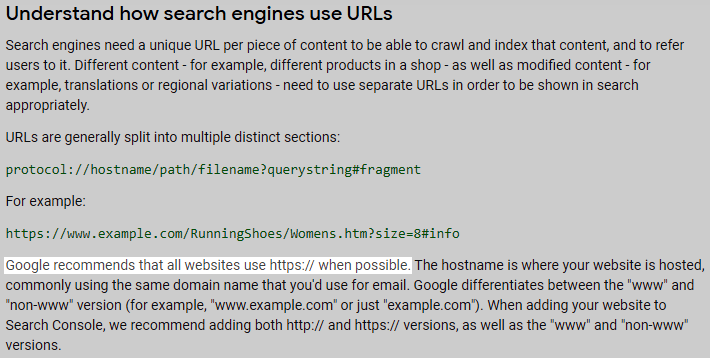 Understand how search engines use URLs
Search engines need a unique URL per piece of content to be able to crawl and index that content, and to refer
users to it. Different content - for example, different products in a shop - as well as modified content - for
example, translations or regional variations - need to use separate URLs in order to be shown in search
appropriately.
URLs are generally split into multiple distinct sections:
protocol://hostname/path/filename?querystring#fragment
For example:
https://www.example.com/RunningShoes/Womens.htm?size=8#info
Google recommends that all websites use https:// when possible. The hostname is where your website is hosted,
commonly using the same domain name that you'd use for email. Google differentiates between the "www" and
"non-www" version (for example, "www.example.com" or just "example.com"). When adding your website to
Search Console, we recommend adding both http:// and https:// versions, as well as the "www" and "non-www"
versions.